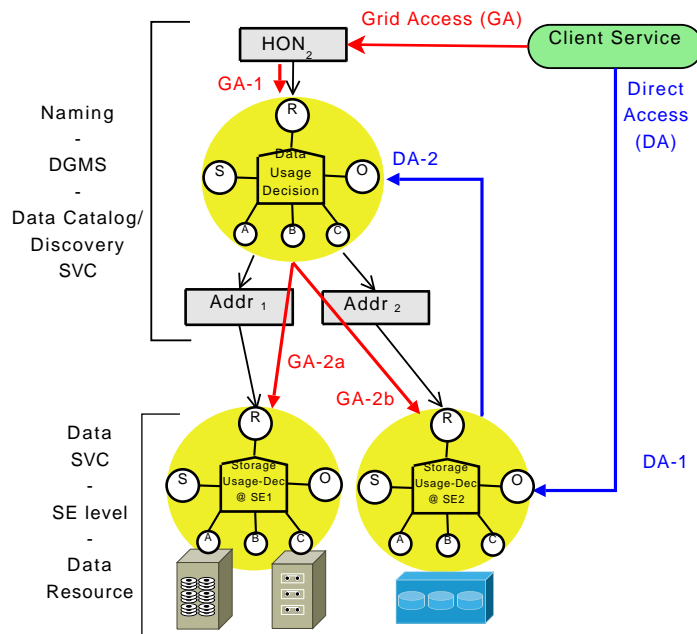 Grid Access (GA)
HON2
Client Service
GA-1
Direct
Access
(DA)
R
Naming
-
DGMS
-
Data Catalog/
Discovery
SVC
S
Data
Usage
Decision
O
DA-2
A
B
C
Addr 1
Addr 2
GA-2a
GA-2b
R
R
Data
SVC
-
SE level
-
Data
Resource
S
Storage
Usage-Dec
@ SE1
O
S
Storage
Usage-Dec
@ SE2
O
DA-1
A
B
C
A
B
C